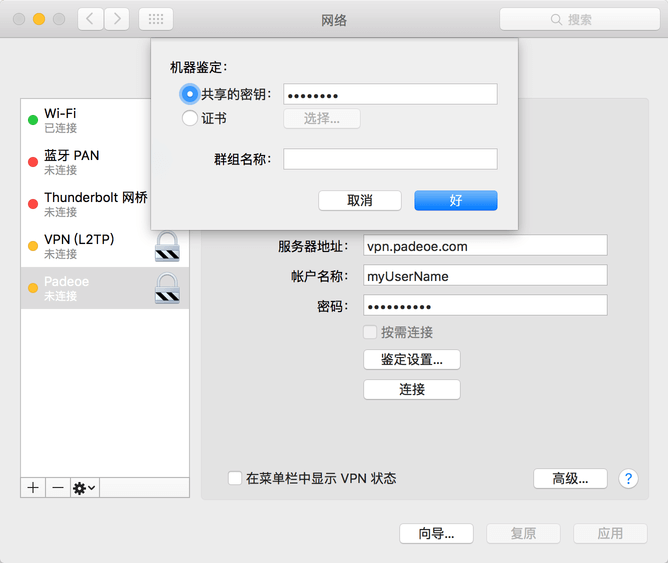 网络
搜索
机器鉴定：
共享的密钥： ••••••••
证书 选择...
群组名称：
取消 好
Wi-Fi
已连接
蓝牙 PAN
未连接
Thunderbolt 网桥
未连接
VPN (L2TP)
未连接
Padeoe
未连接
服务器地址： vpn.padeoe.com
帐户名称： myUserName
密码： ••••••••••
按需连接
鉴定设置...
连接
在菜单栏中显示 VPN 状态
高级... ?
向导... 复原 应用